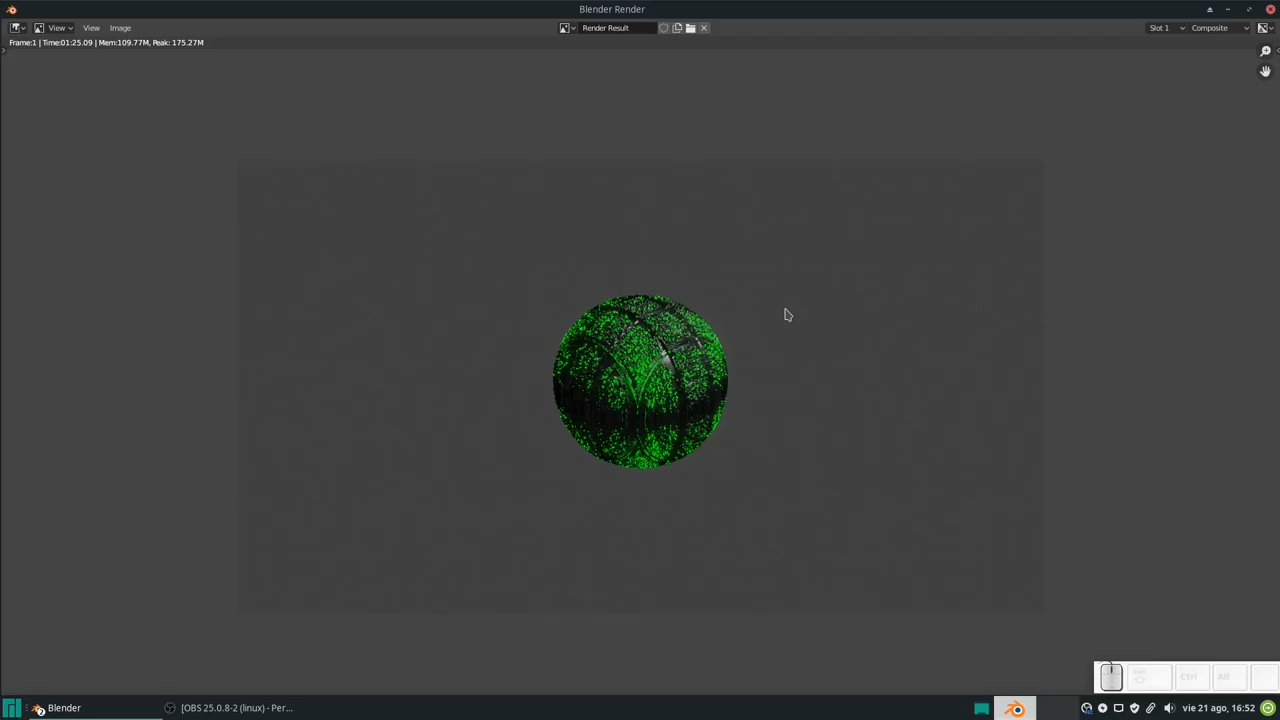 Blender Render
View View Image Render Result Slot 1 Composite
Frame:1 | Time:01:25.09 | Mem:109.77M, Peak: 175.27M
Ctrl Alt
Blender [OBS 25.0.8-2 (linux) - Per... vie 21 ago, 16:52